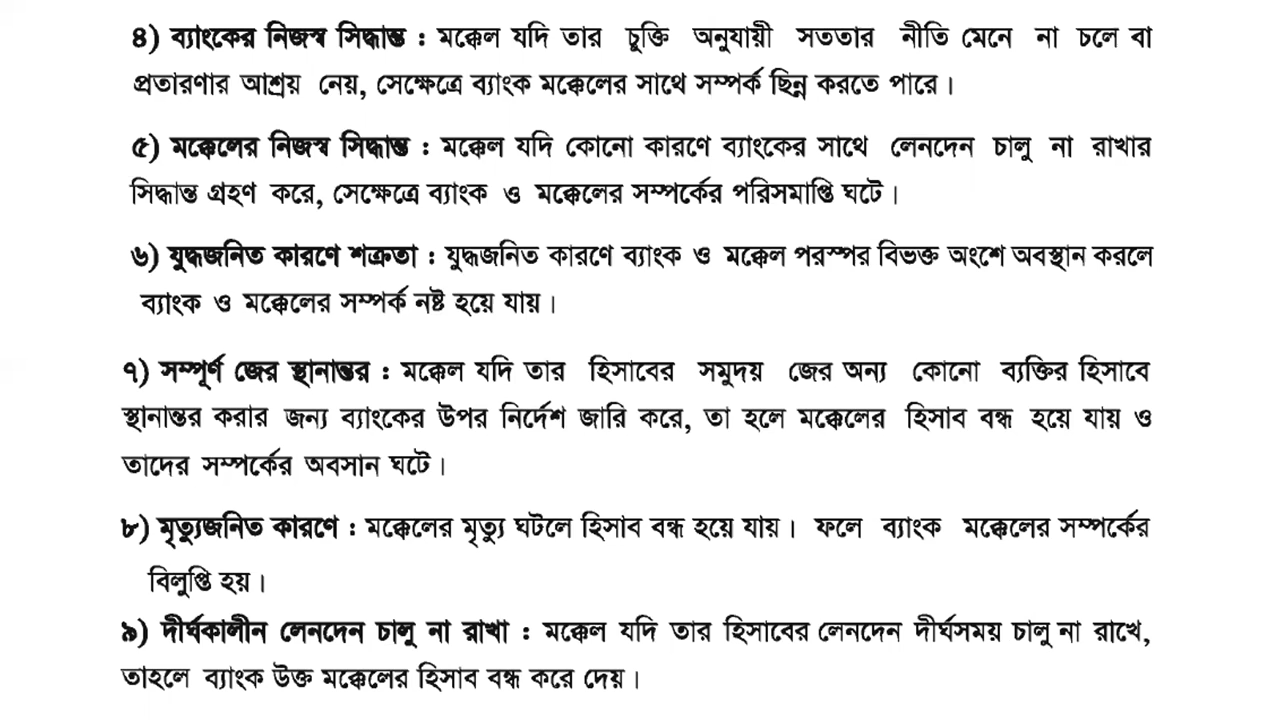 ৪) ব্যাংকের নিজস্ব সিদ্ধান্ত : মক্কেল যদি তার চুক্তি অনুযায়ী সততার নীতি মেনে না চলে বা
প্রতারণার আশ্রয় নেয়, সেক্ষেত্রে ব্যাংক মক্কেলের সাথে সম্পর্ক ছিন্ন করতে পারে।
৫) মক্কেলের নিজস্ব সিদ্ধান্ত : মক্কেল যদি কোনো কারণে ব্যাংকের সাথে লেনদেন চালু না রাখার
সিদ্ধান্ত গ্রহণ করে, সেক্ষেত্রে ব্যাংক ও মক্কেলের সম্পর্কের পরিসমাপ্তি ঘটে।
৬) যুদ্ধজনিত কারণে শত্রুতা : যুদ্ধজনিত কারণে ব্যাংক ও মক্কেল পরস্পর বিভক্ত অংশে অবস্থান করলে
ব্যাংক ও মক্কেলের সম্পর্ক নষ্ট হয়ে যায়।
৭) সম্পূর্ণ জের স্থানান্তর : মক্কেল যদি তার হিসাবের সমুদয় জের অন্য কোনো ব্যক্তির হিসাবে
স্থানান্তর করার জন্য ব্যাংকের উপর নির্দেশ জারি করে, তা হলে মক্কেলের হিসাব বন্ধ হয়ে যায় ও
তাদের সম্পর্কের অবসান ঘটে।
৮) মৃত্যুজনিত কারণে : মক্কেলের মৃত্যু ঘটলে হিসাব বন্ধ হয়ে যায়। ফলে ব্যাংক মক্কেলের সম্পর্কের
বিলুপ্তি হয়।
৯) দীর্ঘকালীন লেনদেন চালু না রাখা : মক্কেল যদি তার হিসাবের লেনদেন দীর্ঘসময় চালু না রাখে,
তাহলে ব্যাংক উক্ত মক্কেলের হিসাব বন্ধ করে দেয়।